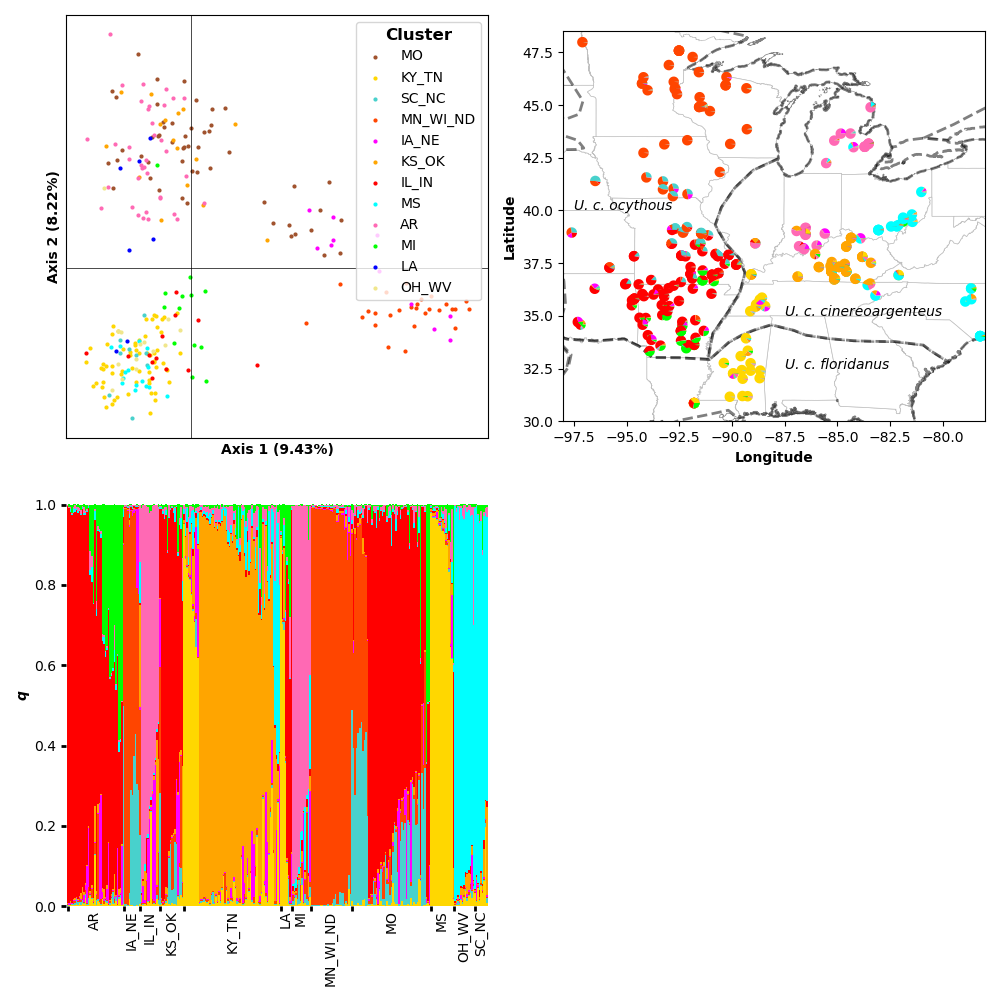 Cluster
MO
KY_TN
SC_NC
MN_WI_ND
IA_NE
KS_OK
IL_IN
MS
AR
MI
LA
OH_WV
Axis 2 (8.22%)
Axis 1 (9.43%)
47.5
45.0
42.5
40.0
37.5
35.0
32.5
30.0
Latitude
U. c. ocythous
U. c. cinereoargenteus
U. c. floridanus
−97.5 −95.0 −92.5 −90.0 −87.5 −85.0 −82.5 −80.0
Longitude
1.0
0.8
0.6
0.4
0.2
0.0
q
AR
IA_NE
IL_IN
KS_OK
KY_TN
LA
MI
MN_WI_ND
MO
MS
OH_WV
SC_NC